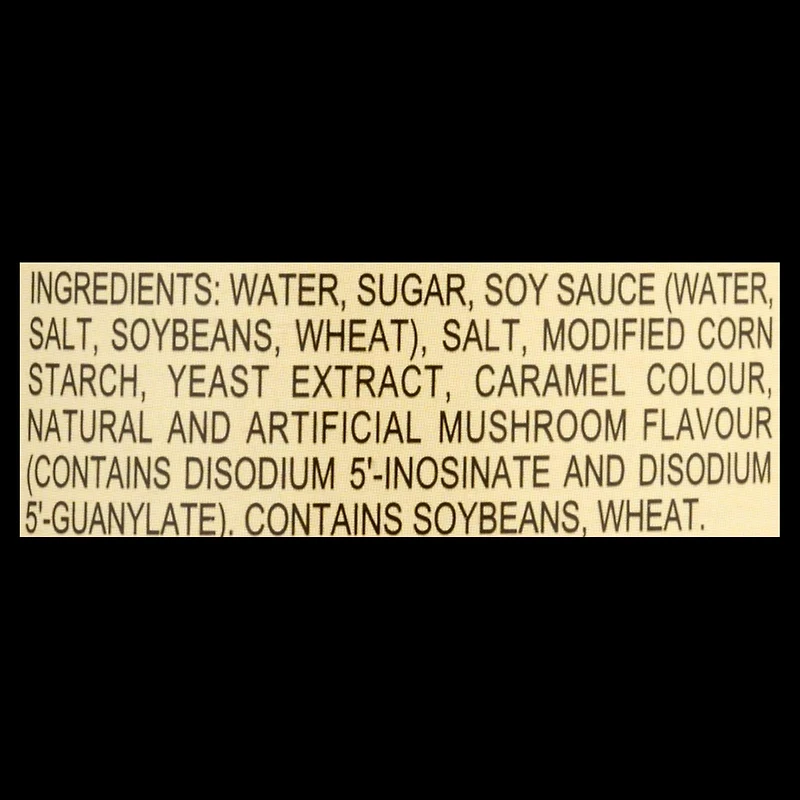 INGREDIENTS: WATER, SUGAR, SOY SAUCE (WATER,
SALT, SOYBEANS, WHEAT), SALT, MODIFIED CORN
STARCH, YEAST EXTRACT, CARAMEL COLOUR,
NATURAL AND ARTIFICIAL MUSHROOM FLAVOUR
(CONTAINS DISODIUM 5'-INOSINATE AND DISODIUM
5'-GUANYLATE). CONTAINS SOYBEANS, WHEAT.